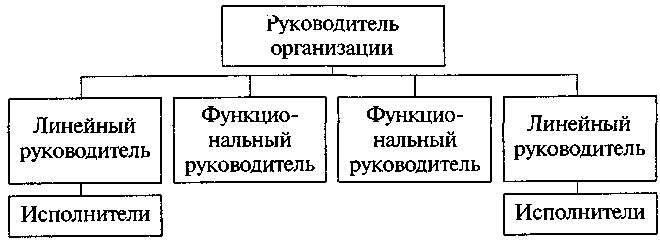 Руководитель
организации
Линейный
руководитель
Функцио-
нальный
руководитель
Функцио-
нальный
руководитель
Линейный
руководитель
Исполнители
Исполнители